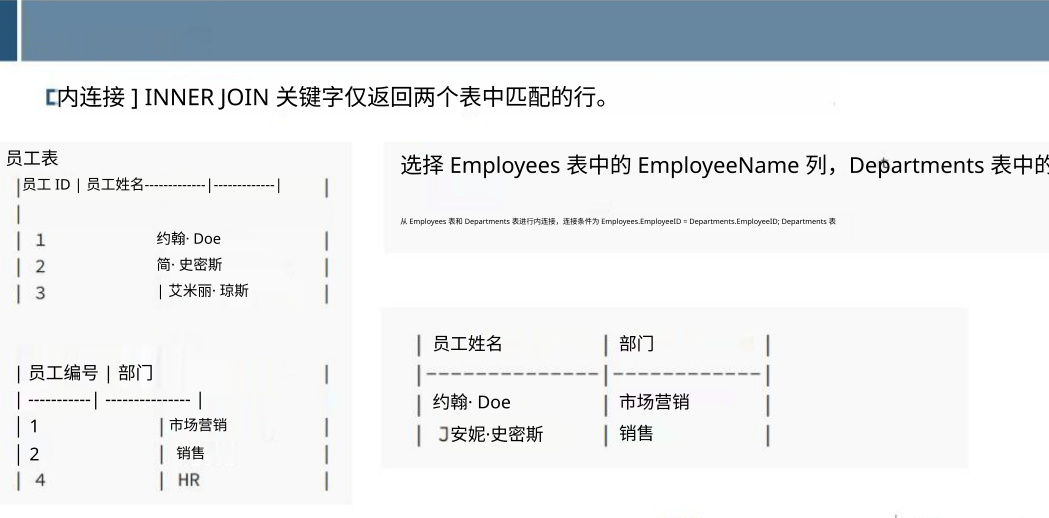 [内连接 ] INNER JOIN 关键字仅返回两个表中匹配的行。
员工表
|员工 ID | 员工姓名-------------|-------------| |
|
| 1 约翰· Doe |
| 2 简· 史密斯 |
| 3 | 艾米丽· 琼斯 |
| 员工编号 | 部门 |
| -----------| --------------- |
| 1 | 市场营销 |
| 2 | 销售 |
| 4 | HR |
选择 Employees 表中的 EmployeeName 列，Departments 表中的
从 Employees 表和 Departments 表进行内连接，连接条件为 Employees.EmployeeID = Departments.EmployeeID; Departments 表
| 员工姓名 | 部门 |
|--------------|------------|
| 约翰· Doe | 市场营销 |
| J安妮·史密斯 | 销售 |